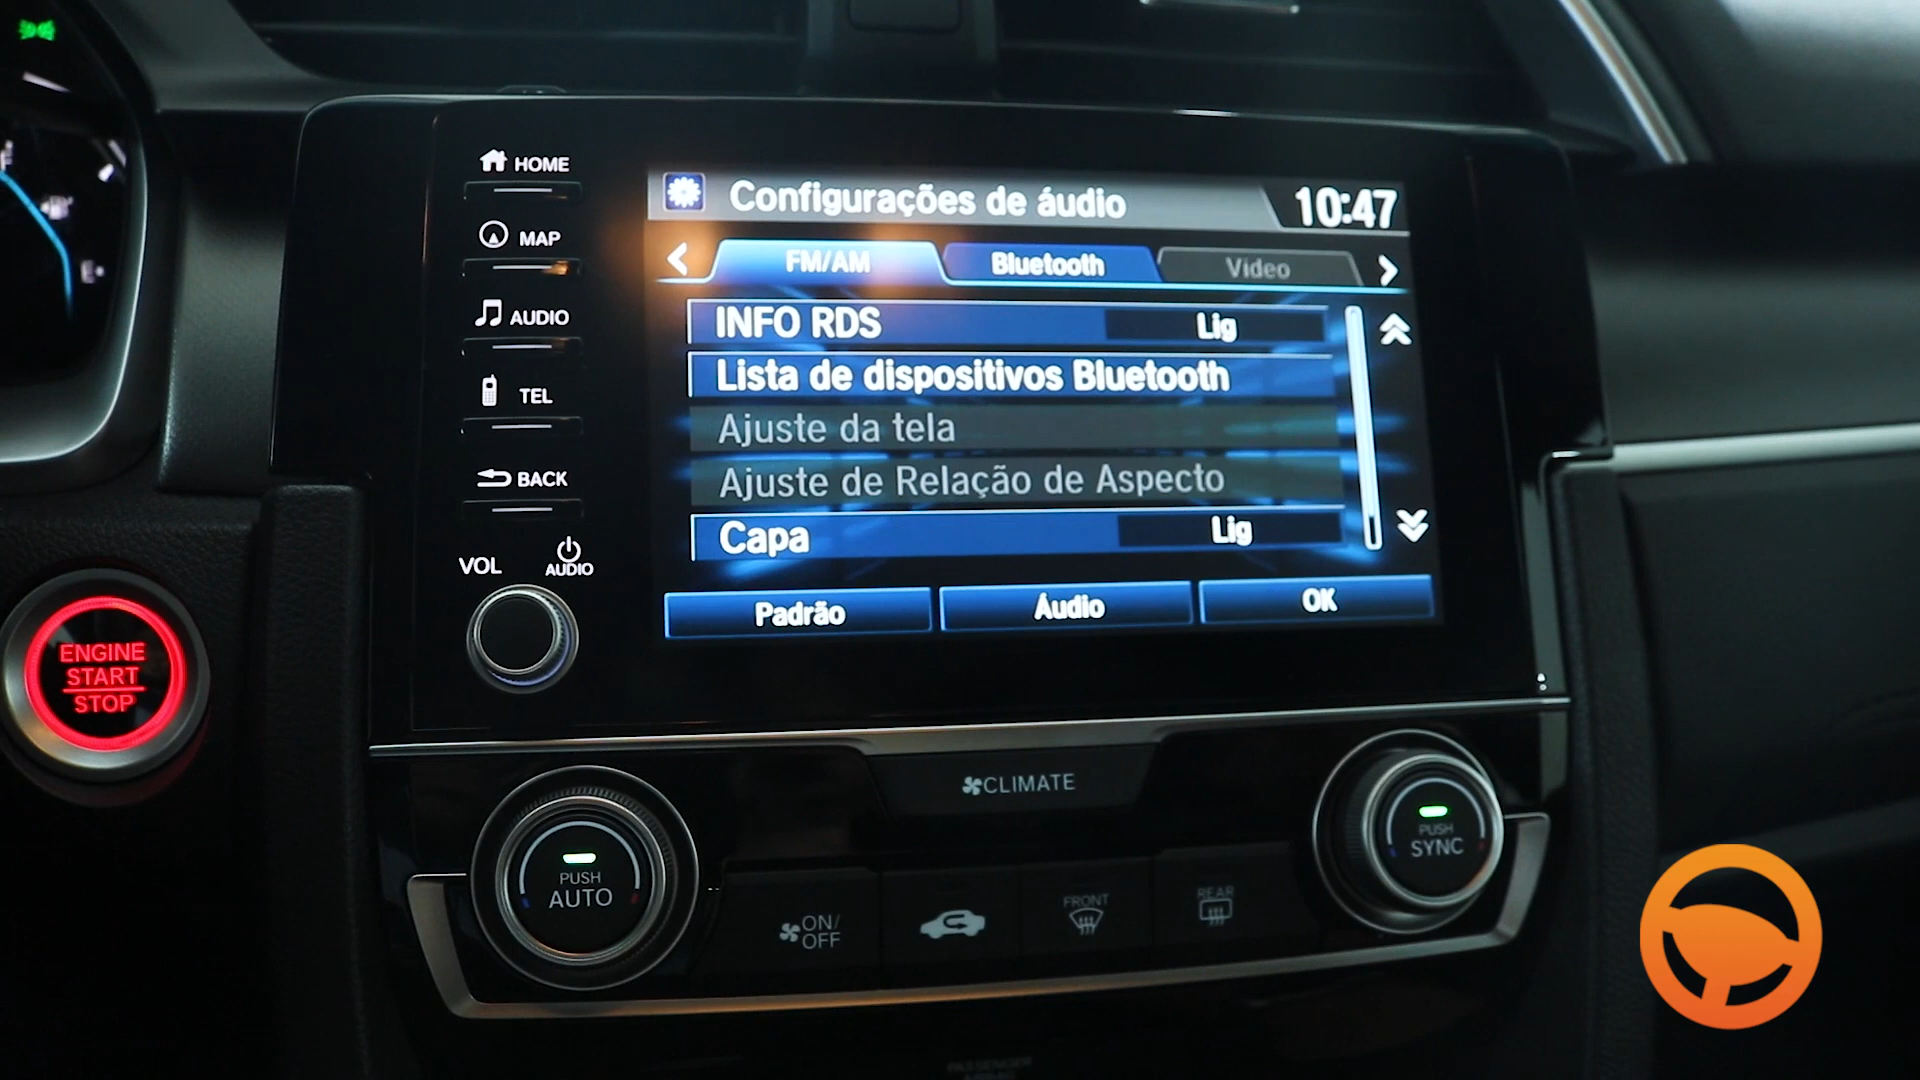 HOME
MAP
AUDIO
TEL
BACK
VOL
AUDIO
Configurações de áudio
10:47
FM/AM
Bluetooth
Vídeo
INFO RDS
Lig
Lista de dispositivos Bluetooth
Ajuste da tela
Ajuste de Relação de Aspecto
Capa
Lig
Padrão
Áudio
OK
ENGINE
START
STOP
CLIMATE
PUSH
AUTO
ON/
OFF
FRONT
REAR
PUSH
SYNC